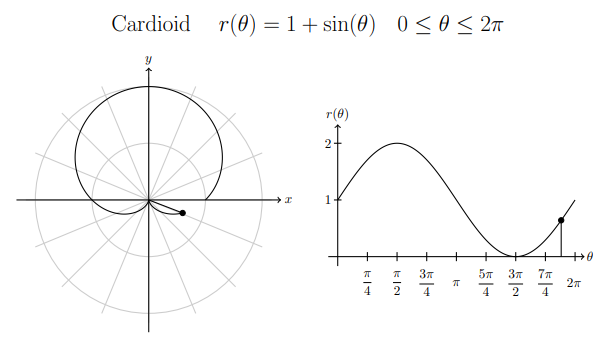 Cardioid r(θ) = 1 + sin(θ) 0 ≤ θ ≤ 2π
y
x
r(θ)
2
1
θ
π/4 π/2 3π/4 π 5π/4 3π/2 7π/4 2π